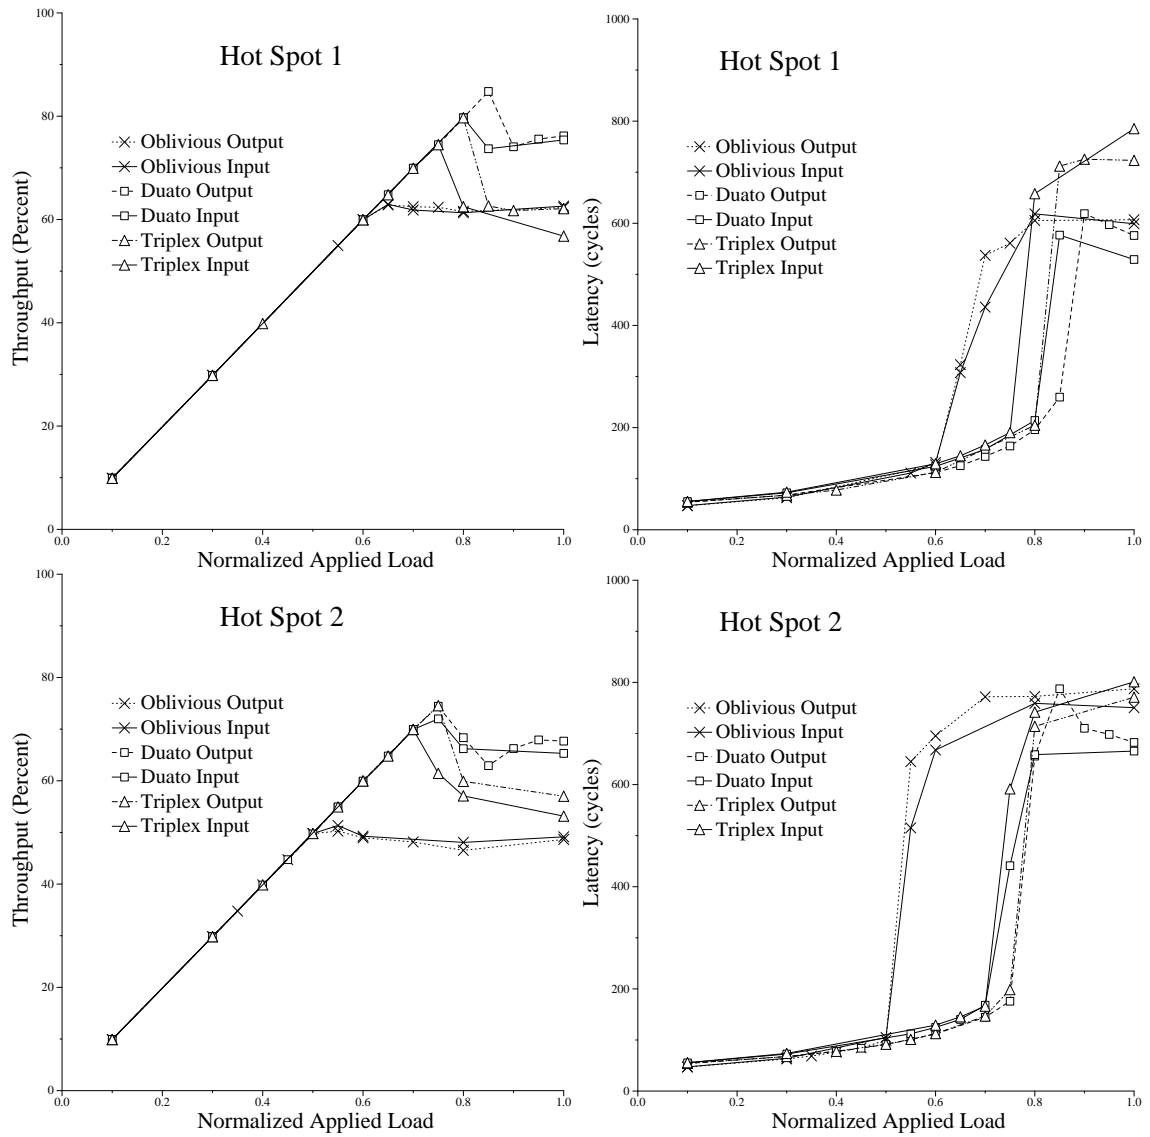 Hot Spot 1
Throughput (Percent)
100
80
60
40
20
0
Oblivious Output
Oblivious Input
Duato Output
Duato Input
Triplex Output
Triplex Input
0.0 0.2 0.4 0.6 0.8 1.0
Normalized Applied Load
Hot Spot 1
Latency (cycles)
1000
800
600
400
200
0
Oblivious Output
Oblivious Input
Duato Output
Duato Input
Triplex Output
Triplex Input
0.0 0.2 0.4 0.6 0.8 1.0
Normalized Applied Load
Hot Spot 2
Throughput (Percent)
100
80
60
40
20
0
Oblivious Output
Oblivious Input
Duato Output
Duato Input
Triplex Output
Triplex Input
0.0 0.2 0.4 0.6 0.8 1.0
Normalized Applied Load
Hot Spot 2
Latency (cycles)
1000
800
600
400
200
0
Oblivious Output
Oblivious Input
Duato Output
Duato Input
Triplex Output
Triplex Input
0.0 0.2 0.4 0.6 0.8 1.0
Normalized Applied Load